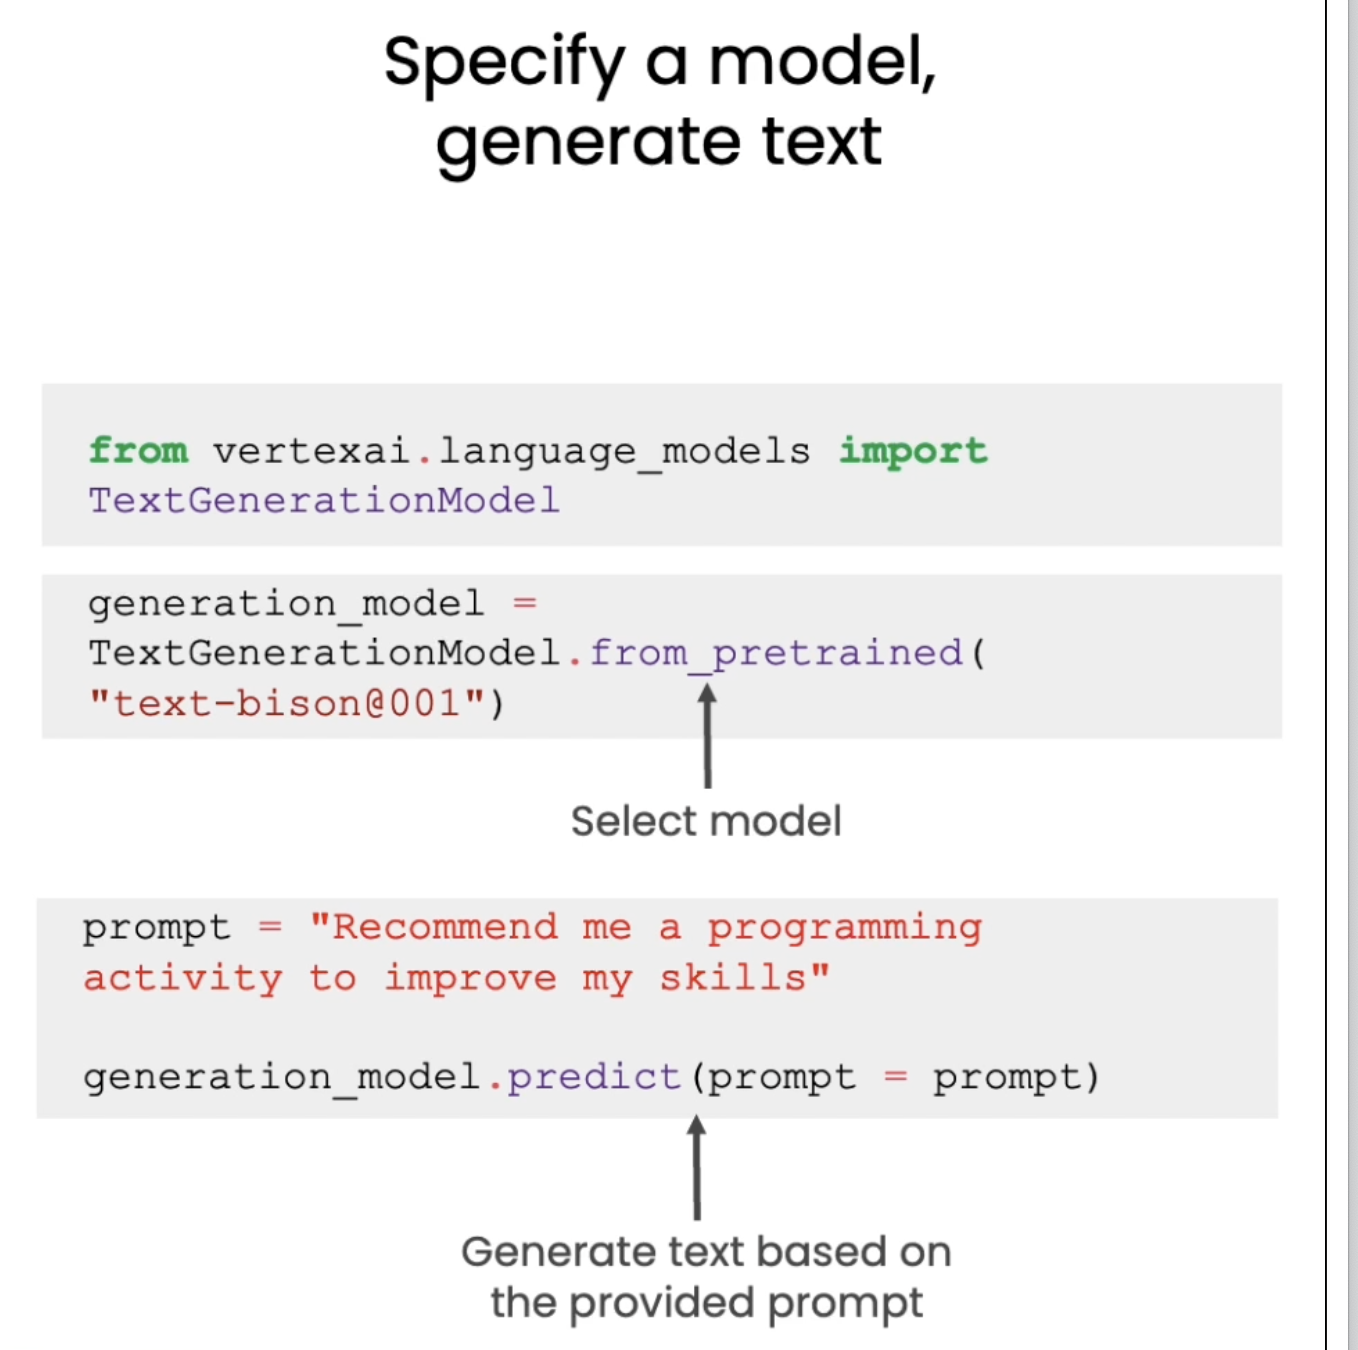 Specify a model,
generate text
from vertexai.language_models import
TextGenerationModel
generation_model =
TextGenerationModel.from_pretrained(
"text-bison@001")
Select model
prompt = "Recommend me a programming
activity to improve my skills"
generation_model.predict(prompt = prompt)
Generate text based on
the provided prompt